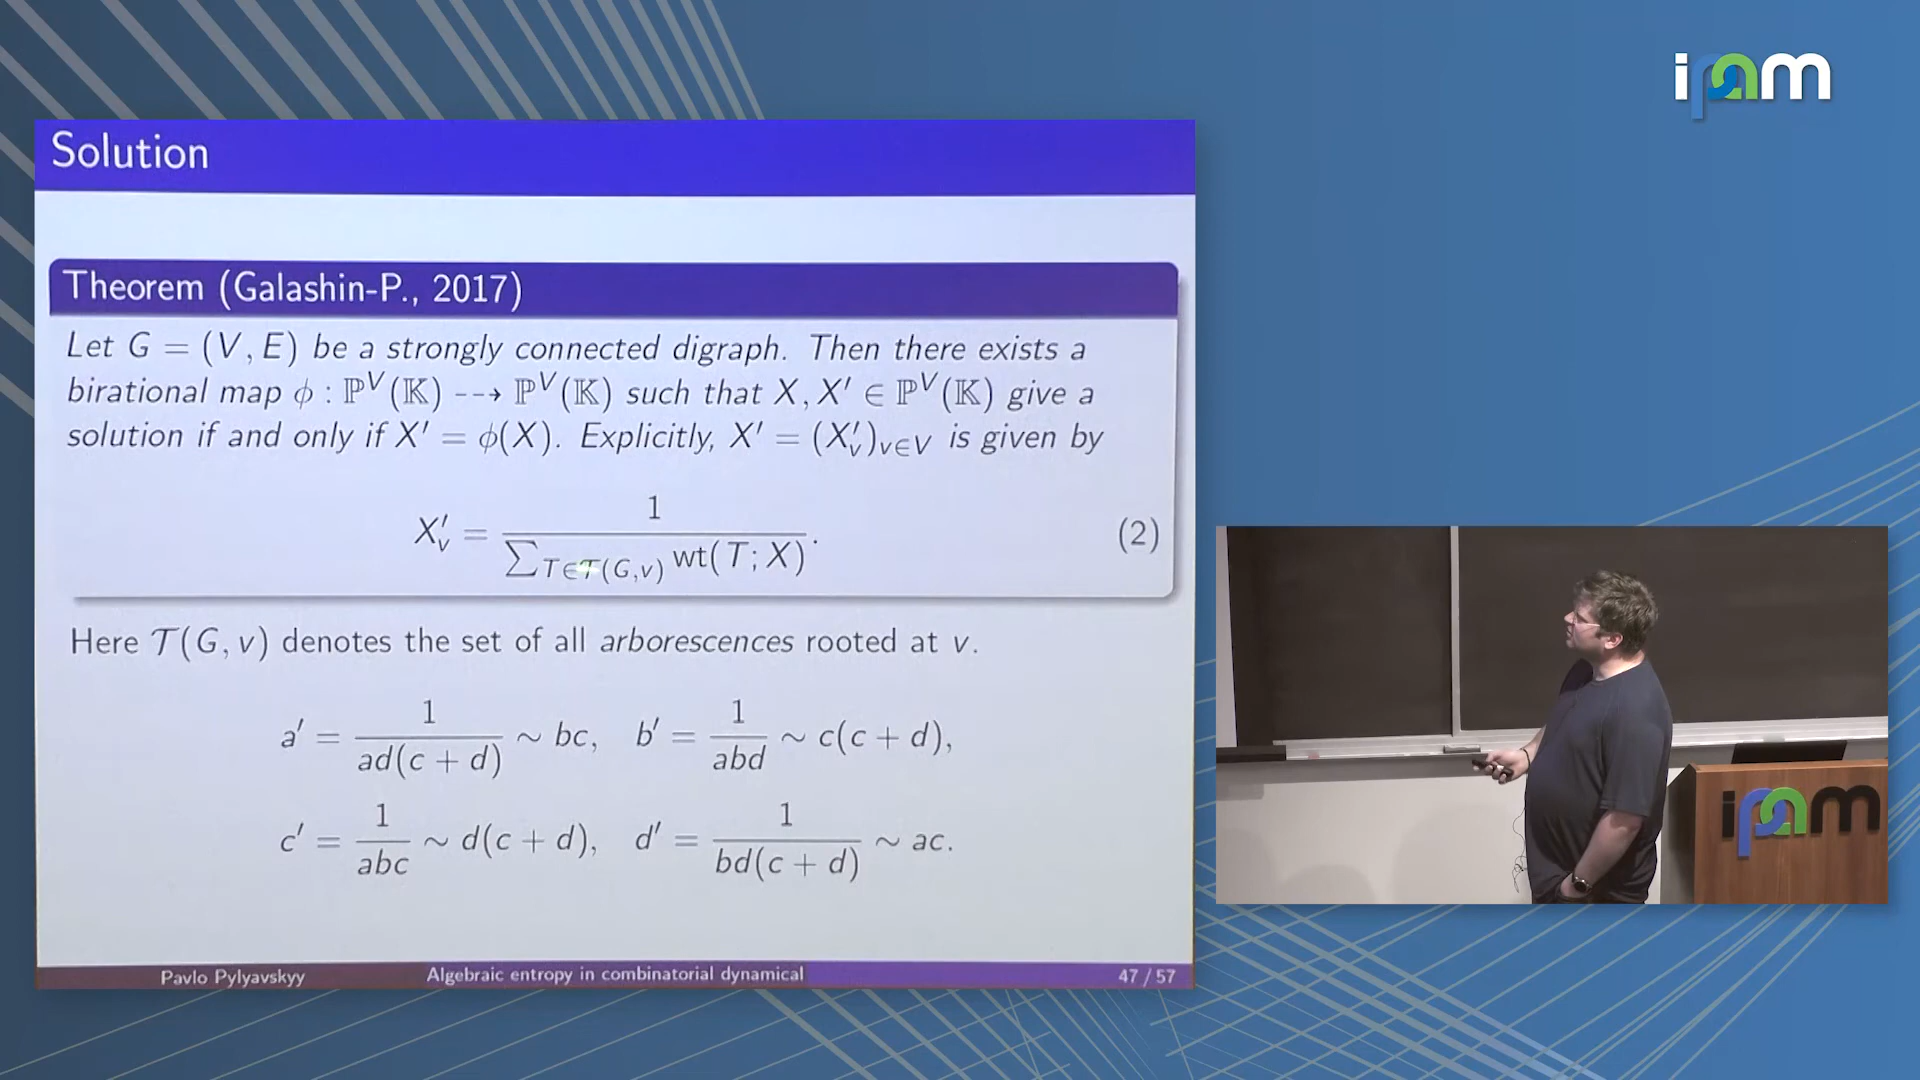 ipam
Solution
Theorem (Galashin-P., 2017)
Let G = (V, E) be a strongly connected digraph. Then there exists a
birational map ϕ : ℙ^V(𝕂) ⇢ ℙ^V(𝕂) such that X, X′ ∈ ℙ^V(𝕂) give a
solution if and only if X′ = ϕ(X). Explicitly, X′ = (X′_v)_{v∈V} is given by
X′_v = 1 / ∑_{T∈𝒯(G,v)} wt(T; X). (2)
Here 𝒯(G, v) denotes the set of all arborescences rooted at v.
a′ = 1 / ad(c + d) ∼ bc, b′ = 1 / abd ∼ c(c + d),
c′ = 1 / abc ∼ d(c + d), d′ = 1 / bd(c + d) ∼ ac.
Pavlo Pylyavskyy Algebraic entropy in combinatorial dynamical 47 / 57
ipam